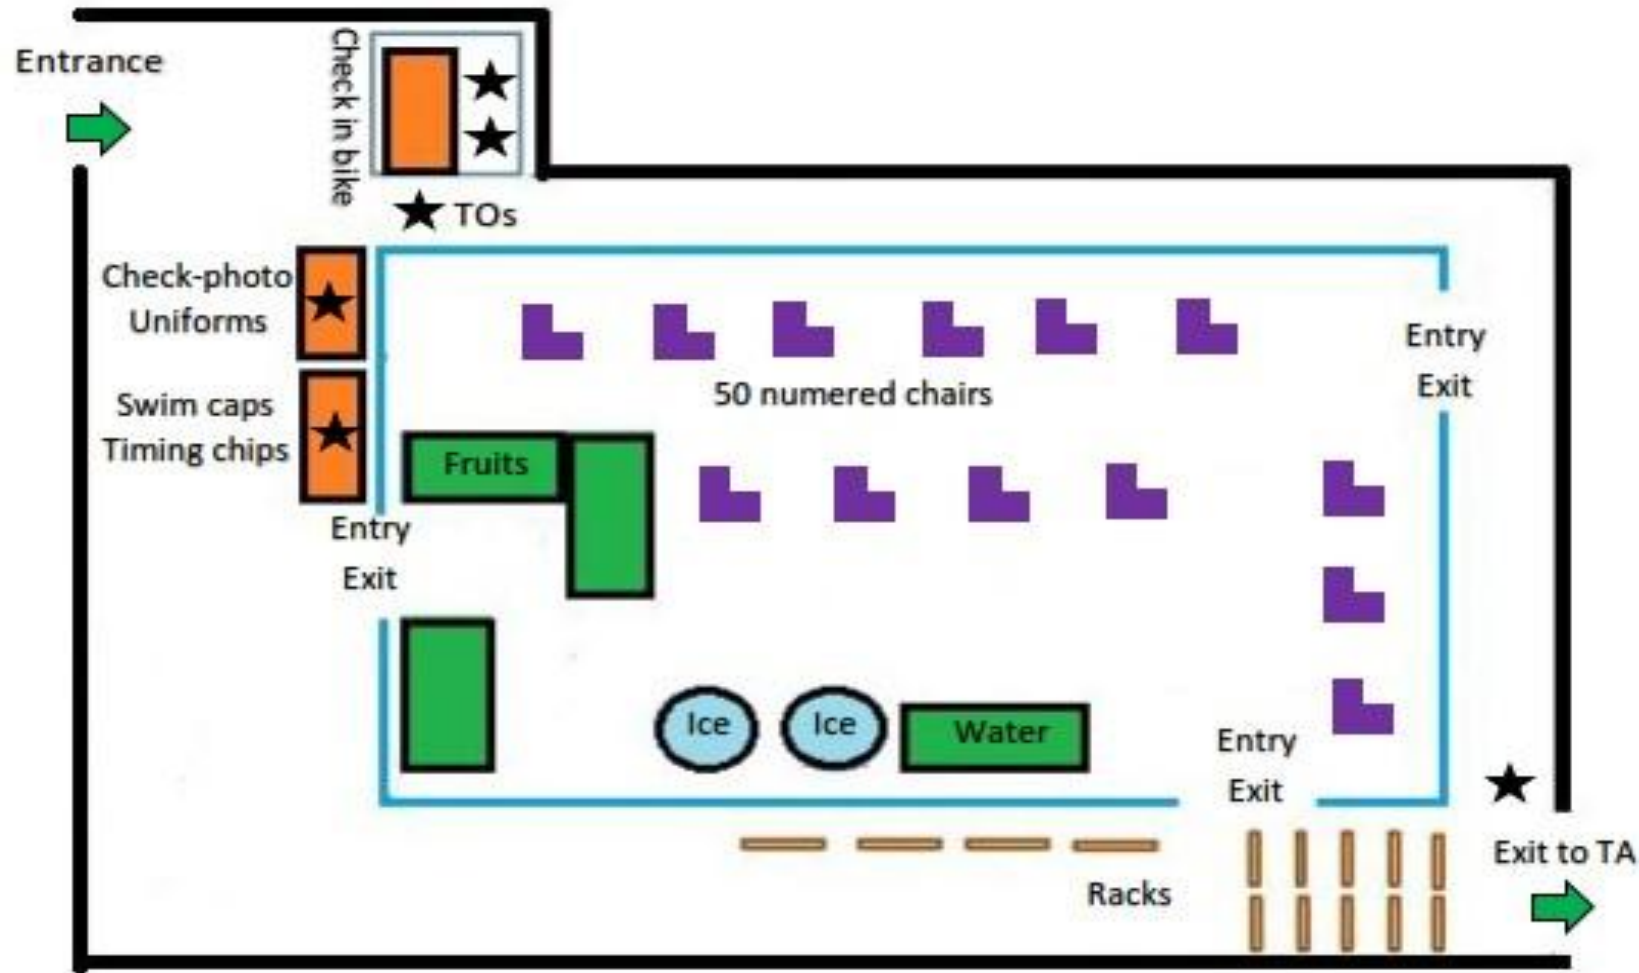 Entrance
Check in bike
TOs
Check-photo
Uniforms
Swim caps
Timing chips
Entry
Exit
50 numered chairs
Entry
Exit
Fruits
Ice
Ice
Water
Entry
Exit
Racks
Exit to TA